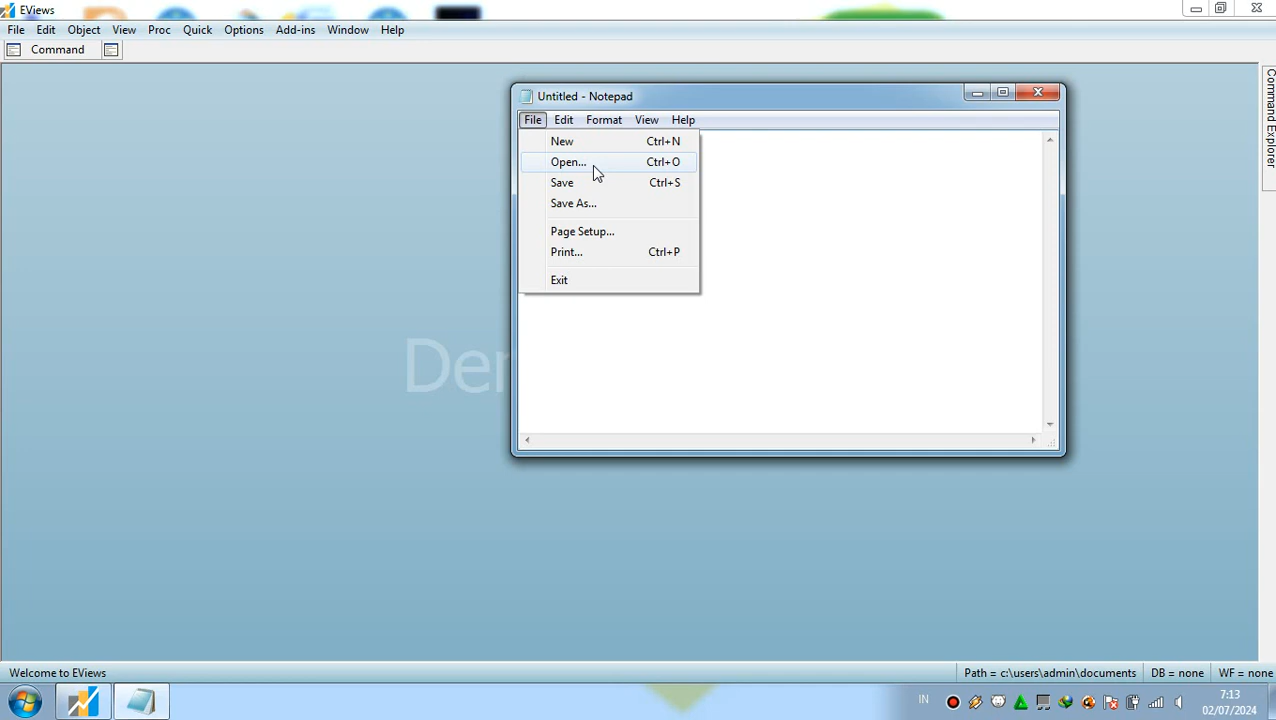 EViews
File Edit Object View Proc Quick Options Add-ins Window Help
Command
Command Explorer
Untitled - Notepad
File Edit Format View Help
New Ctrl+N
Open... Ctrl+O
Save Ctrl+S
Save As...
Page Setup...
Print... Ctrl+P
Exit
Welcome to EViews
Path = c:\users\admin\documents DB = none WF = none
IN
7:13
02/07/2024